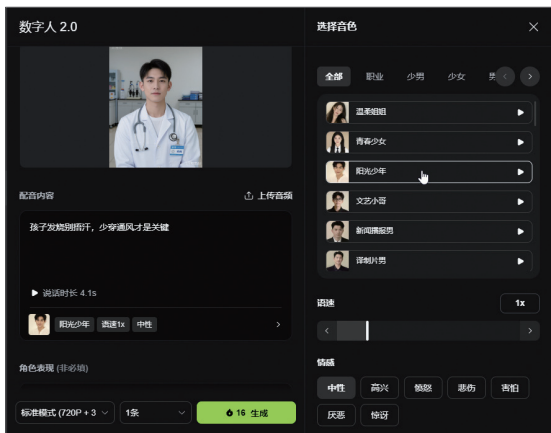 数字人 2.0
配音内容
上传音频
孩子发烧别捂汗，少穿通风才是关键
说话时长 4.1s
阳光少年 语速1x 中性
角色表现 (非必填)
标准模式 (720P + 3
1条
16 生成
选择音色
全部 职业 少男 少女
温柔姐姐
青春少女
阳光少年
文艺小哥
新闻播报男
译制片男
语速
1x
情感
中性 高兴 愤怒 悲伤 害怕
厌恶 惊讶